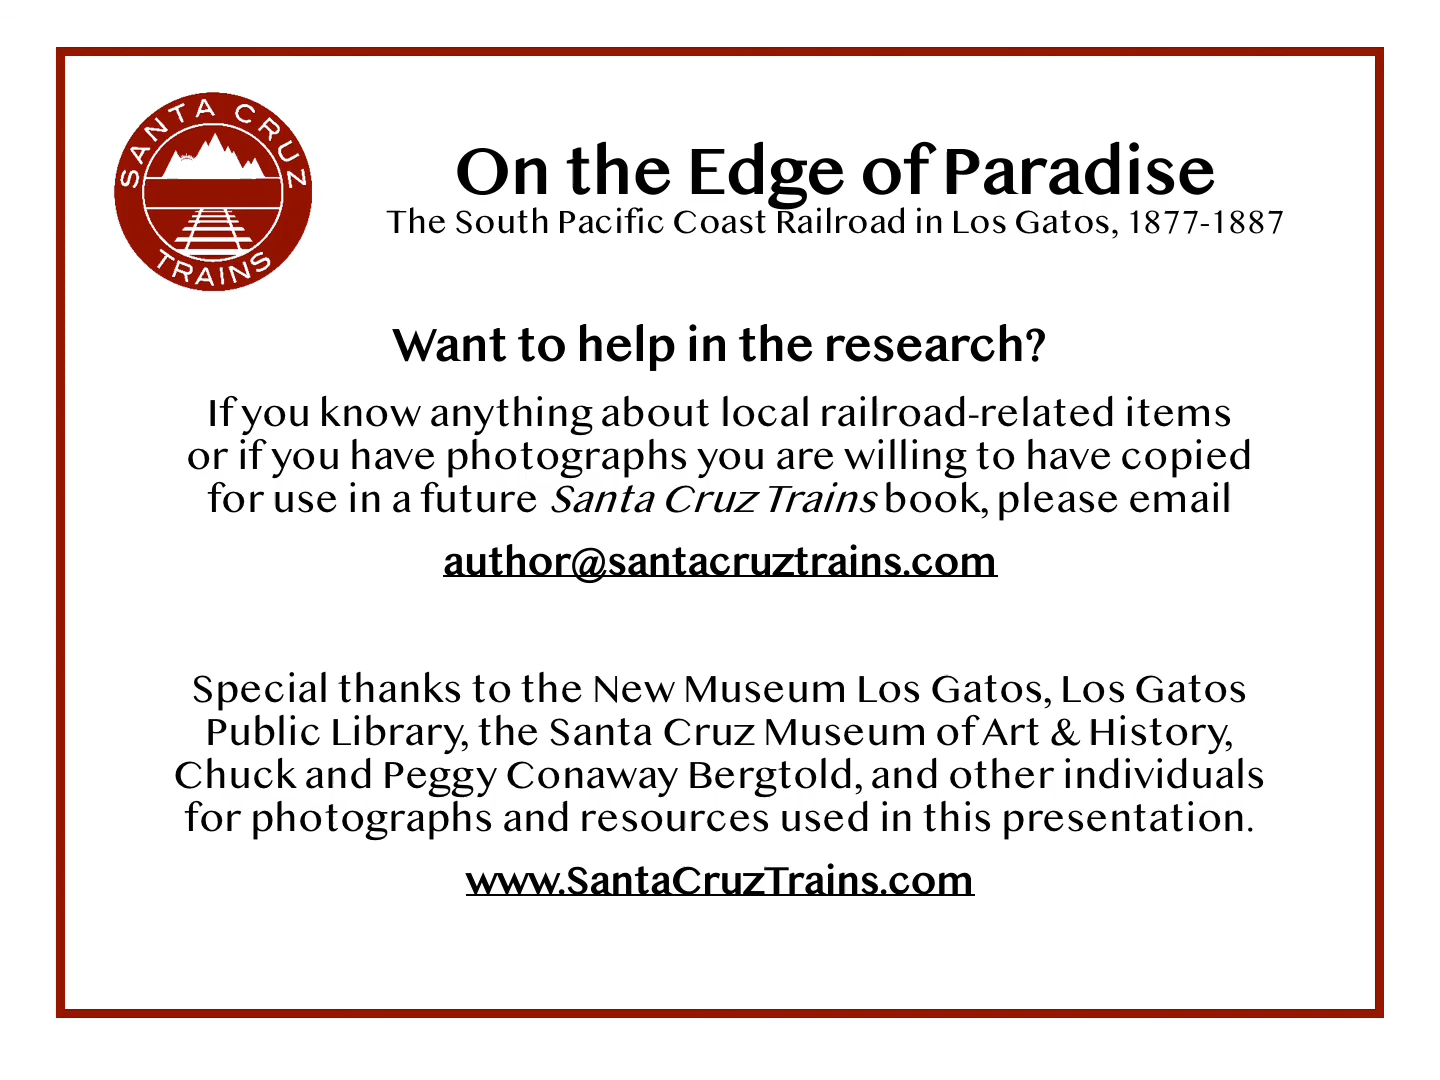 SANTA CRUZ
TRAINS
On the Edge of Paradise
The South Pacific Coast Railroad in Los Gatos, 1877-1887
Want to help in the research?
If you know anything about local railroad-related items
or if you have photographs you are willing to have copied
for use in a future Santa Cruz Trains book, please email
author@santacruztrains.com
Special thanks to the New Museum Los Gatos, Los Gatos
Public Library, the Santa Cruz Museum of Art & History,
Chuck and Peggy Conaway Bergtold, and other individuals
for photographs and resources used in this presentation.
www.SantaCruzTrains.com